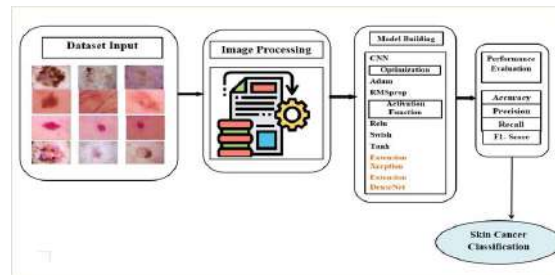 Dataset Input
Image Processing
Model Building
CNN
Optimization
Adam
RMSprop
Activation
Function
Relu
Swish
Tanh
Extension
Xception
Extension
DenseNet
Performance
Evaluation
Accuracy
Precision
Recall
F1- Score
Skin Cancer
Classification